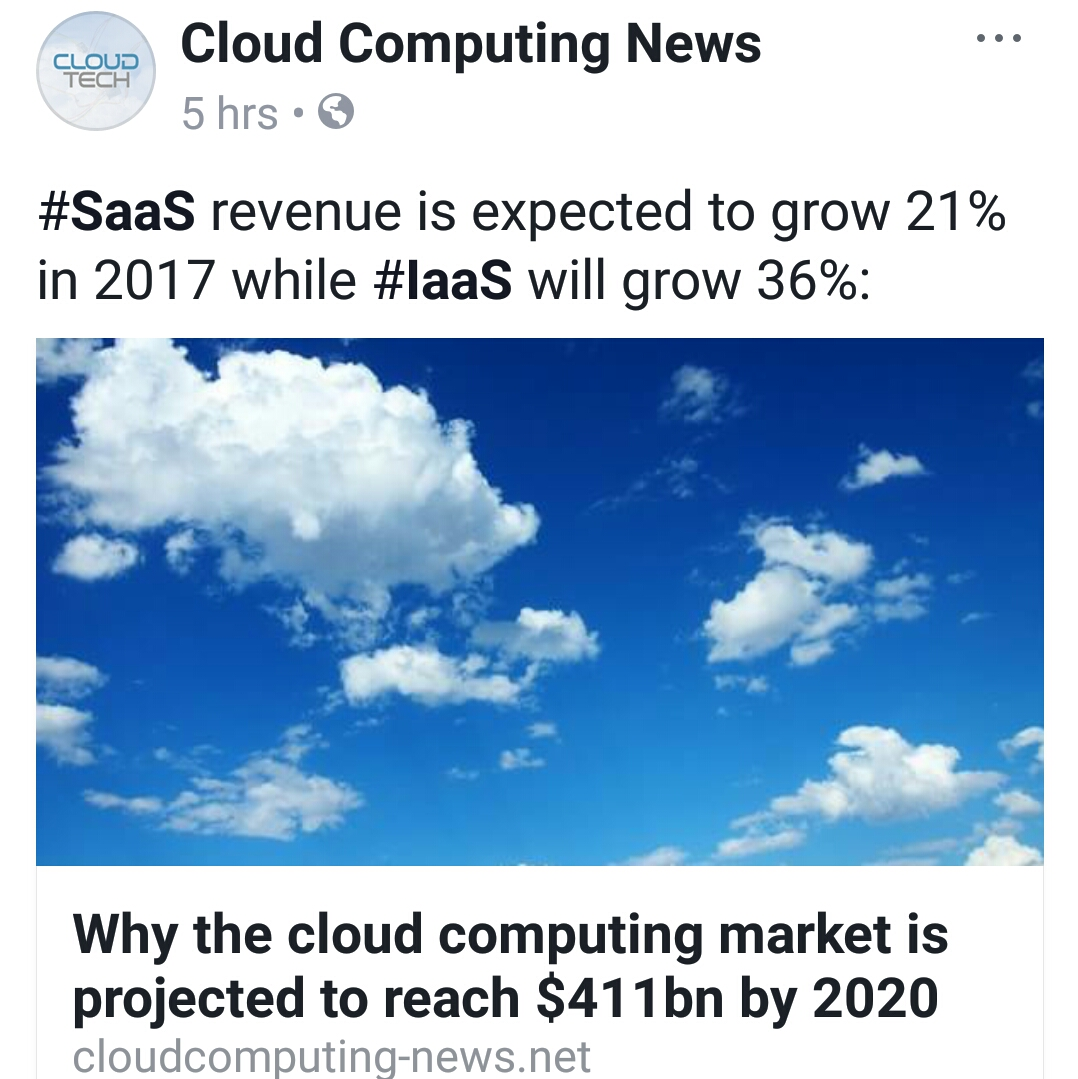 CLOUD
TECH
Cloud Computing News
5 hrs •
#SaaS revenue is expected to grow 21%
in 2017 while #IaaS will grow 36%:
Why the cloud computing market is
projected to reach $411bn by 2020
cloudcomputing-news.net